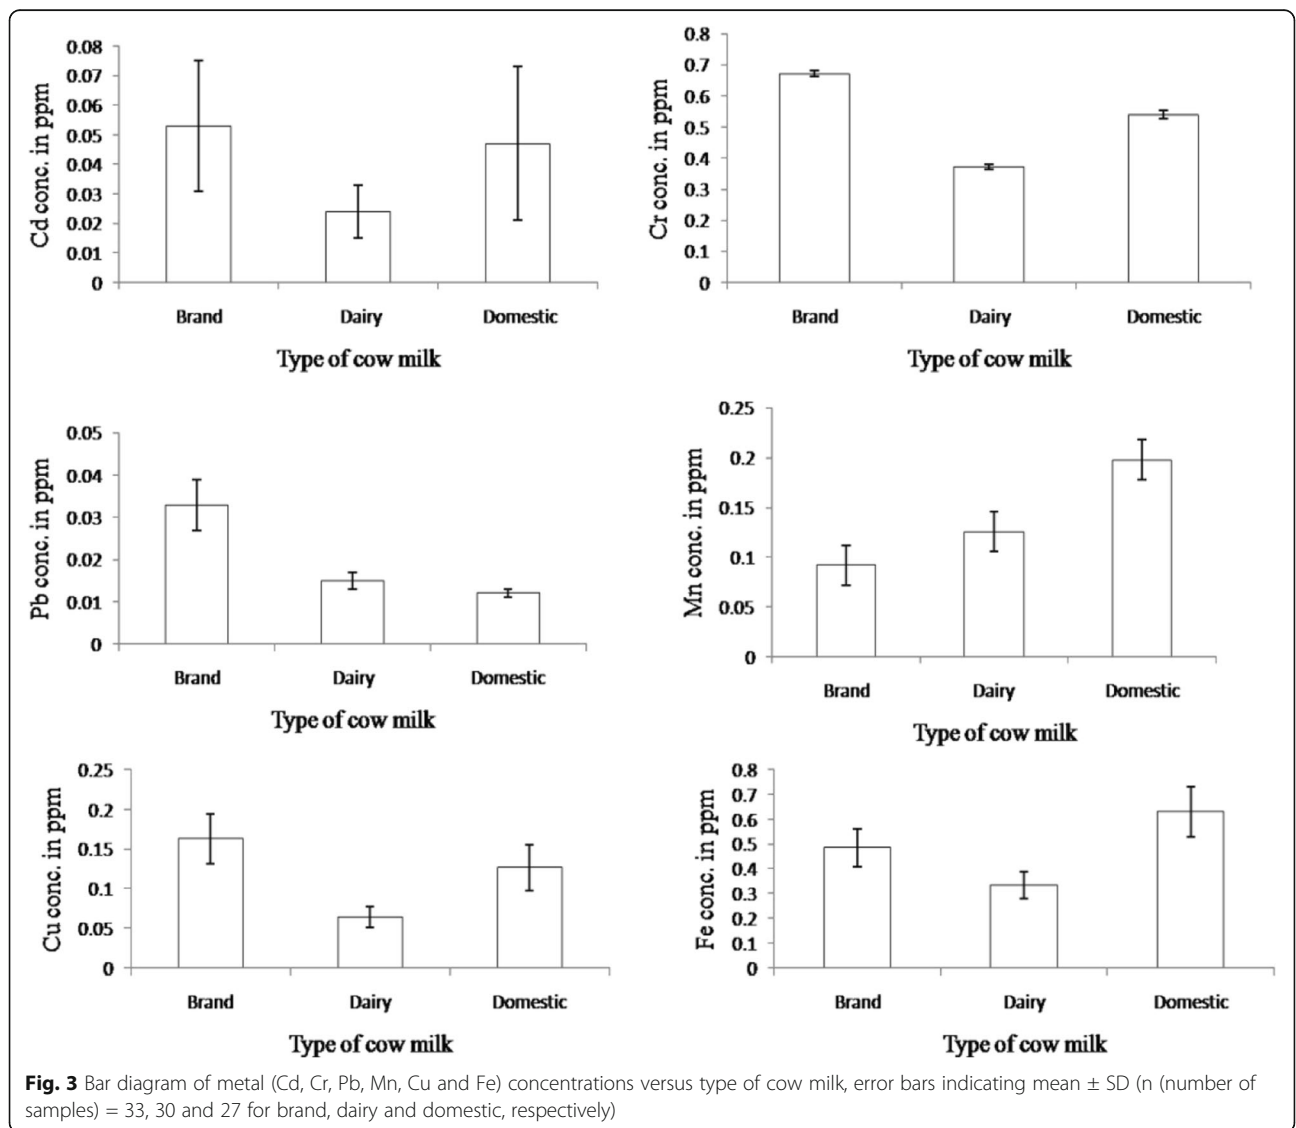 Cd conc. in ppm
0.08
0.07
0.06
0.05
0.04
0.03
0.02
0.01
0
Brand Dairy Domestic
Type of cow milk
Cr conc. in ppm
0.8
0.7
0.6
0.5
0.4
0.3
0.2
0.1
0
Brand Dairy Domestic
Type of cow milk
Pb conc. in ppm
0.05
0.04
0.03
0.02
0.01
0
Brand Dairy Domestic
Type of cow milk
Mn conc. in ppm
0.25
0.2
0.15
0.1
0.05
0
Brand Dairy Domestic
Type of cow milk
Cu conc. in ppm
0.25
0.2
0.15
0.1
0.05
0
Brand Dairy Domestic
Type of cow milk
Fe conc. in ppm
0.8
0.7
0.6
0.5
0.4
0.3
0.2
0.1
0
Brand Dairy Domestic
Type of cow milk
Fig. 3 Bar diagram of metal (Cd, Cr, Pb, Mn, Cu and Fe) concentrations versus type of cow milk, error bars indicating mean ± SD (n (number of
samples) = 33, 30 and 27 for brand, dairy and domestic, respectively)